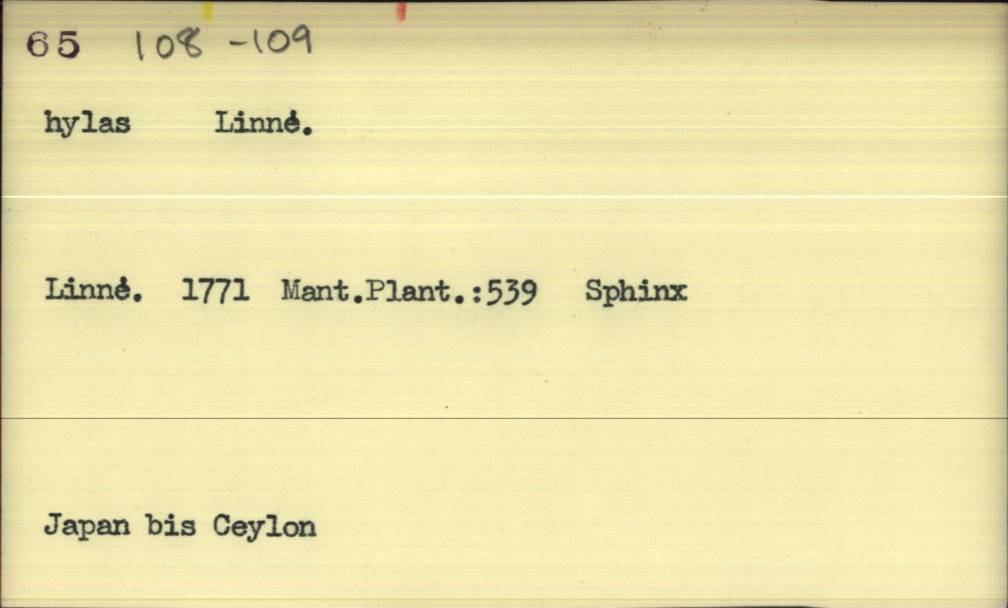 65 108-109
hylas Linné.
Linné. 1771 Mant.Plant.:539 Sphinx
Japan bis Ceylon